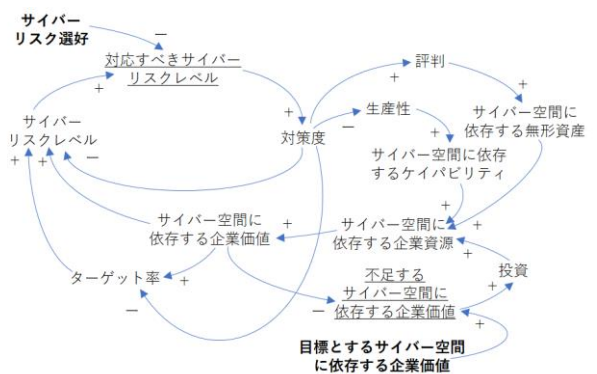 サイバー
リスク選好
－
対応すべきサイバー
リスクレベル
＋
サイバー
リスクレベル
＋
＋
－
＋
対策度
＋
評判
＋
サイバー空間に
依存する無形資産
－
生産性
＋
サイバー空間に依存
するケイパビリティ
＋
＋
サイバー空間に
依存する企業資源
＋
サイバー空間に
依存する企業価値
ターゲット率
＋
－
－
不足する
サイバー空間に
依存する企業価値
＋
投資
＋
＋
目標とするサイバー空間
に依存する企業価値